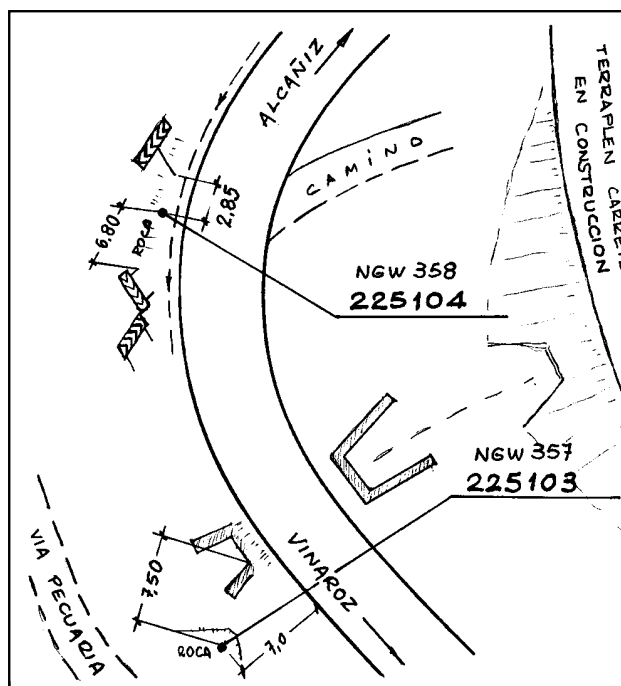 ALCAÑIZ
TERRAPLEN CARRETE
EN CONSTRUCCION
CAMINO
2.85
6.80
ROCA
NGW 358
225104
NGW 357
225103
VINAROZ
7,50
VIA PECUARIA
ROCA
7,0